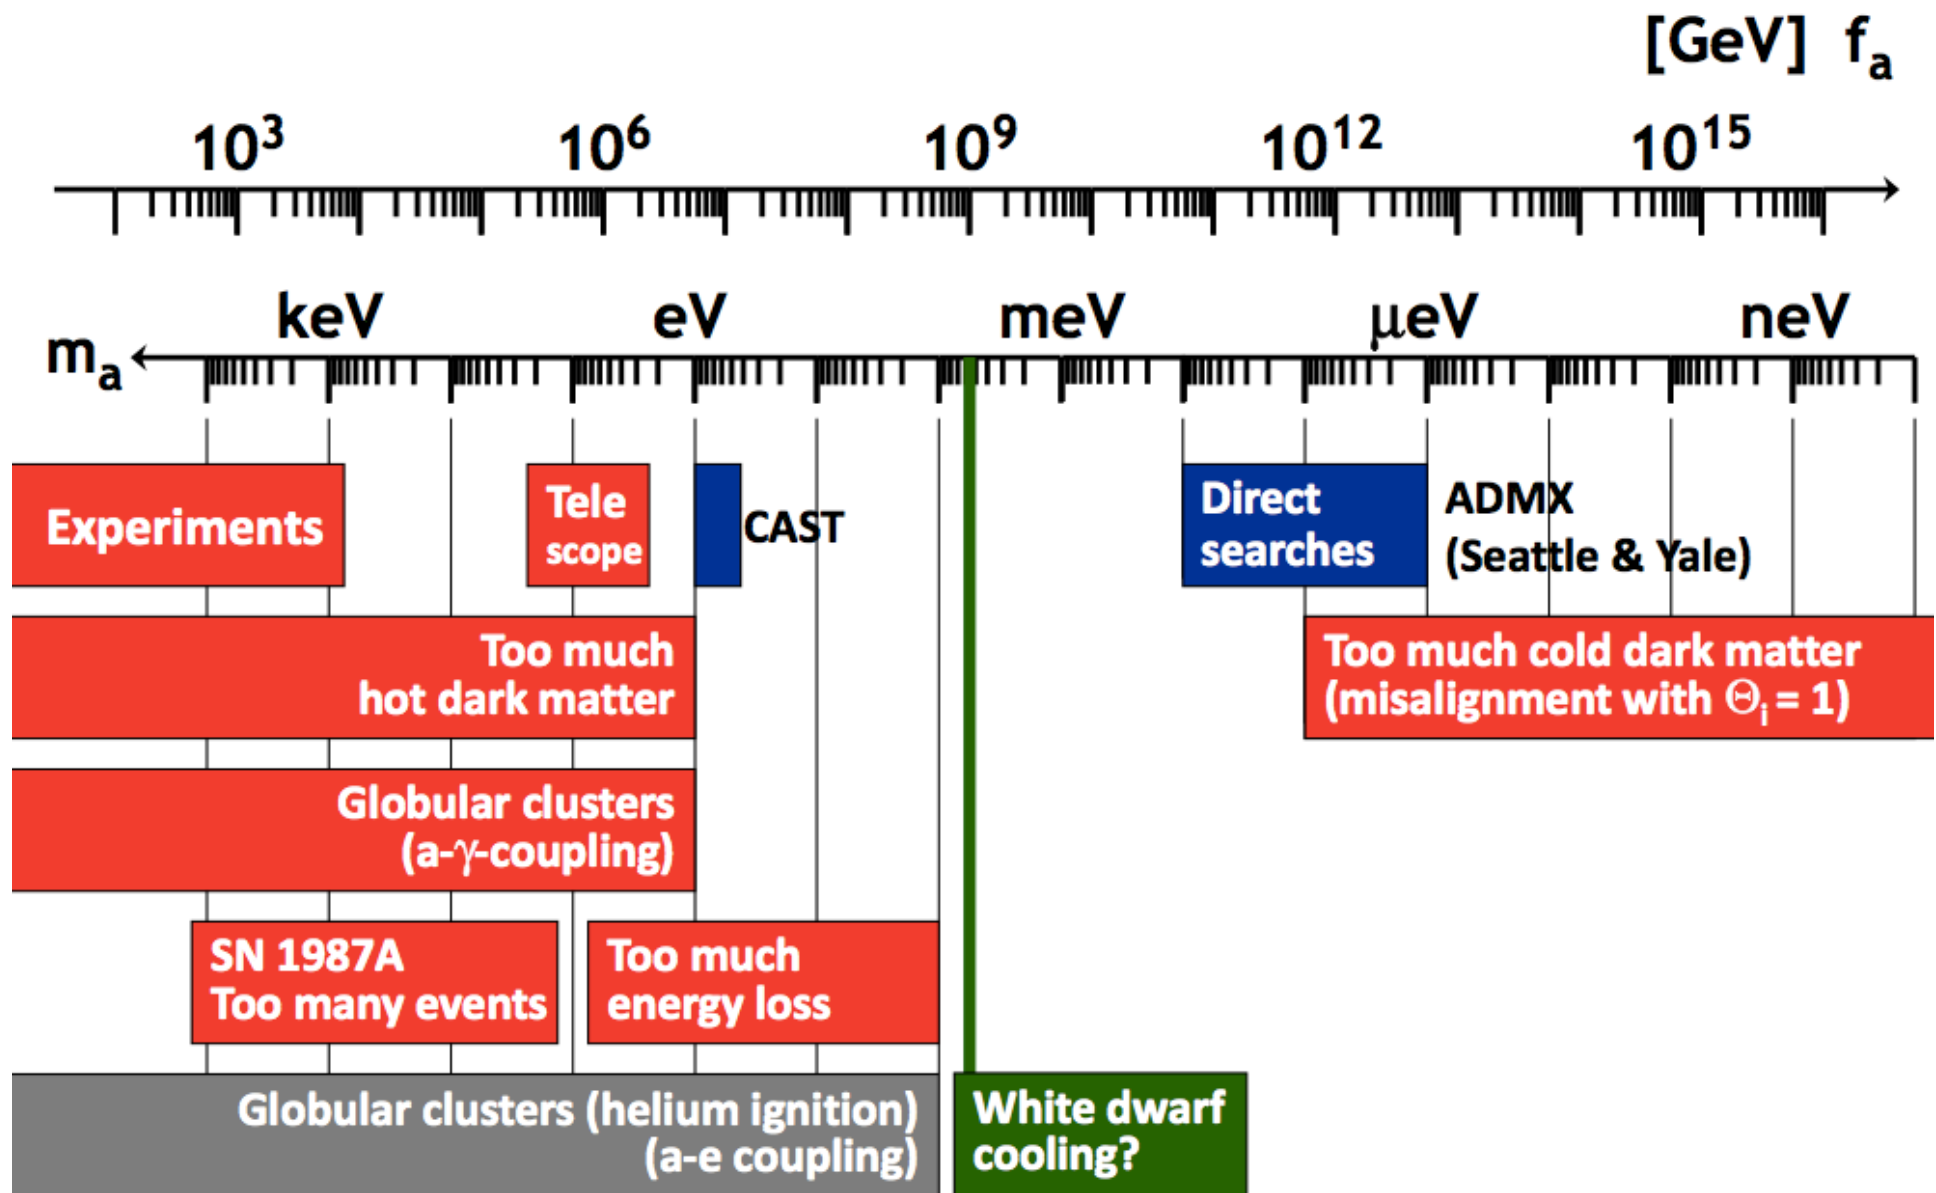 [GeV] fₐ
10³ 10⁶ 10⁹ 10¹² 10¹⁵
keV eV meV μeV neV
mₐ
Experiments
Tele
scope
CAST
Direct
searches
ADMX
(Seattle & Yale)
Too much
hot dark matter
Too much cold dark matter
(misalignment with Θᵢ = 1)
Globular clusters
(a-γ-coupling)
SN 1987A
Too many events
Too much
energy loss
Globular clusters (helium ignition)
(a-e coupling)
White dwarf
cooling?